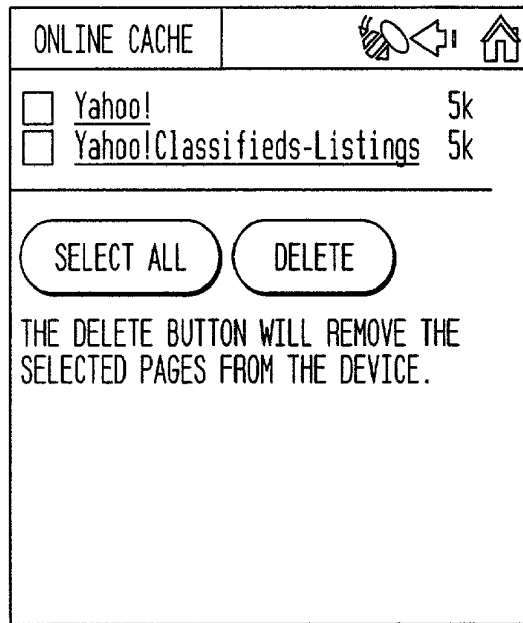 ONLINE CACHE
Yahoo! 5k
Yahoo!Classifieds-Listings 5k
SELECT ALL DELETE
THE DELETE BUTTON WILL REMOVE THE
SELECTED PAGES FROM THE DEVICE.